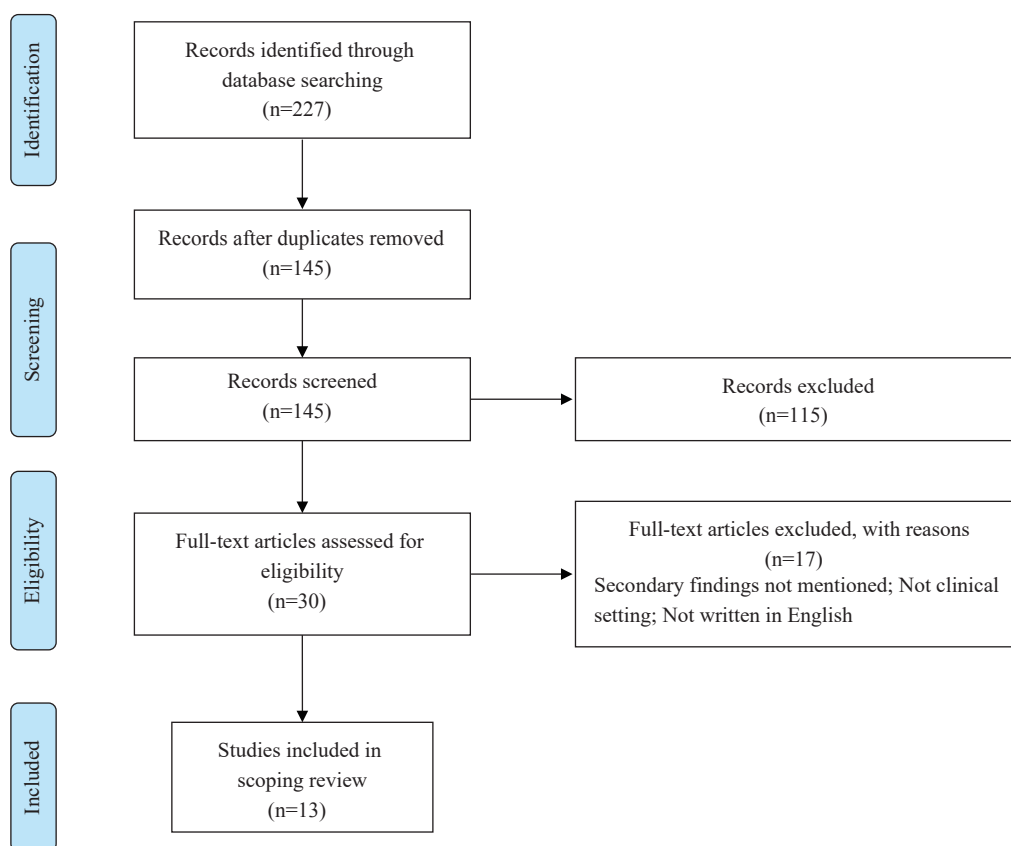 Identification
Records identified through
database searching
(n=227)
Screening
Records after duplicates removed
(n=145)
Records screened
(n=145)
Records excluded
(n=115)
Eligibility
Full-text articles assessed for
eligibility
(n=30)
Full-text articles excluded, with reasons
(n=17)
Secondary findings not mentioned; Not clinical
setting; Not written in English
Included
Studies included in
scoping review
(n=13)